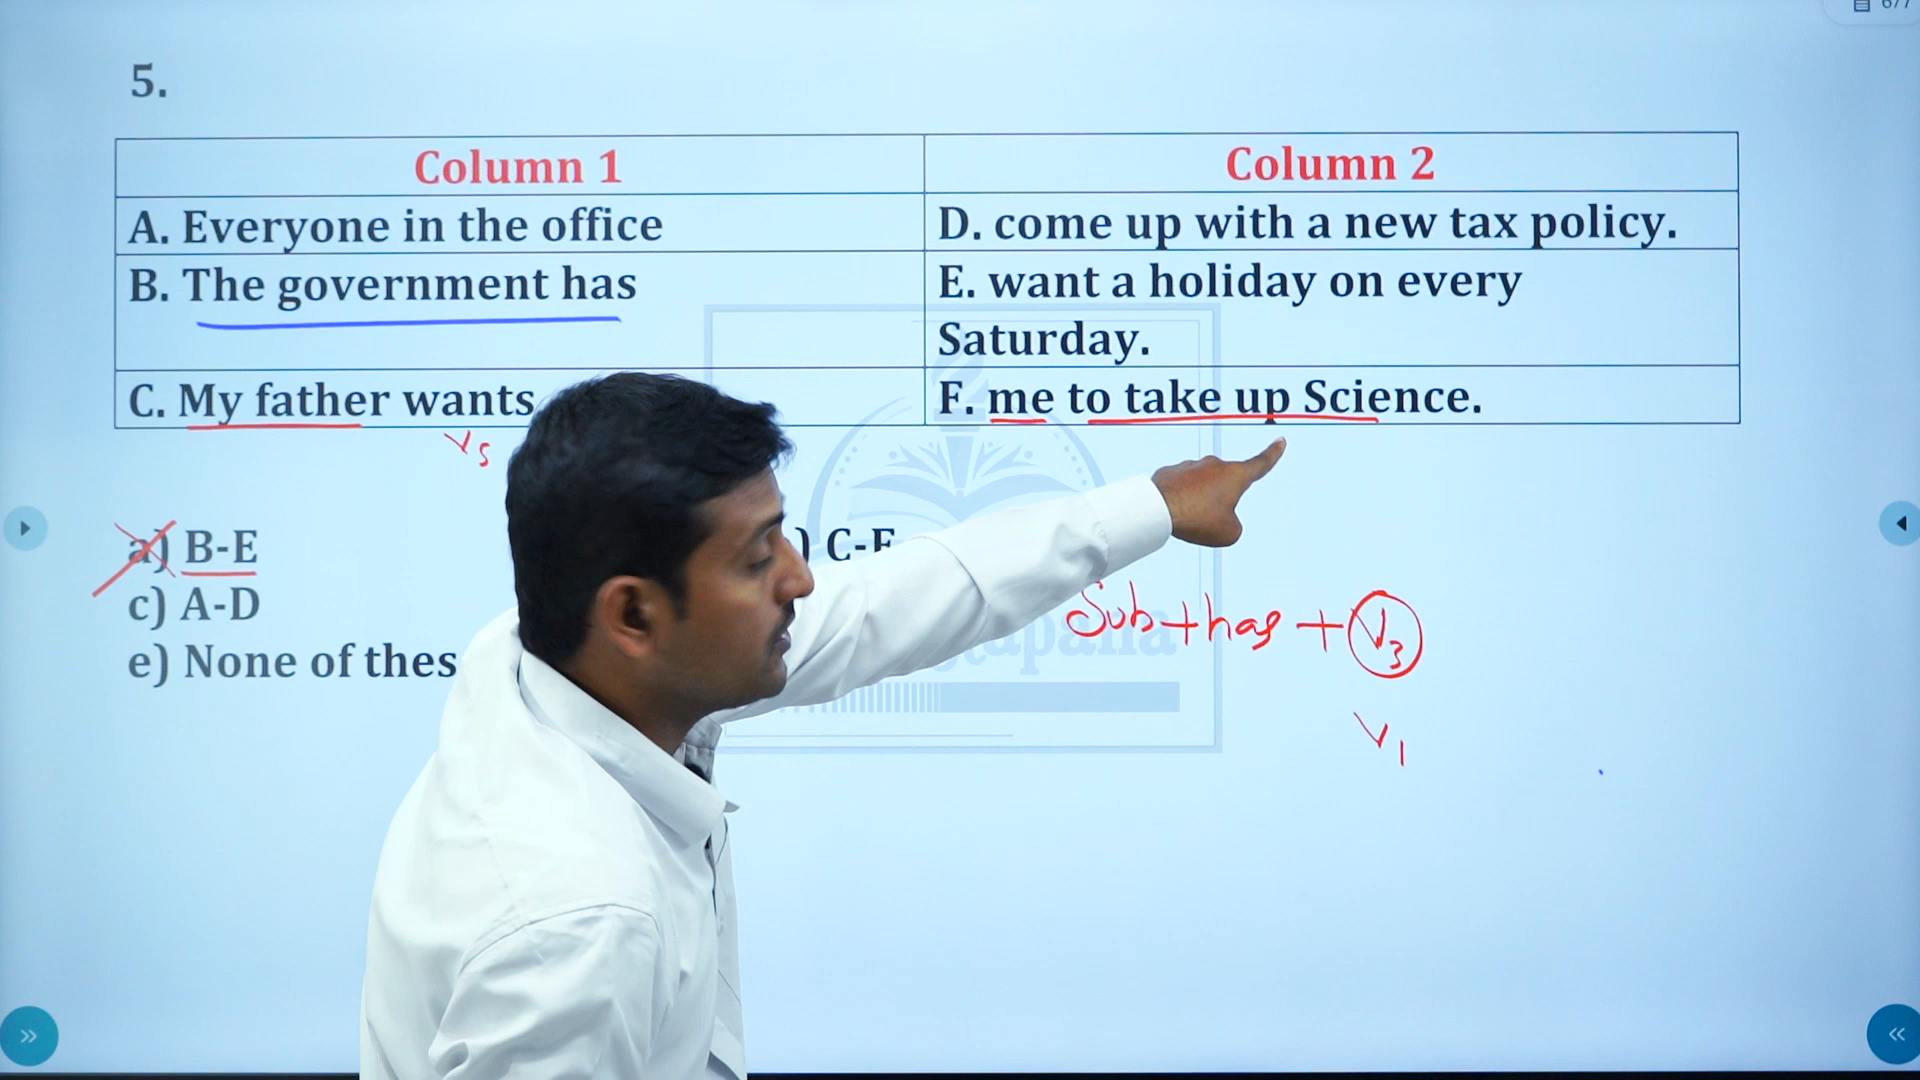 5.
Column 1 Column 2
A. Everyone in the office D. come up with a new tax policy.
B. The government has E. want a holiday on every
Saturday.
C. My father wants F. me to take up Science.
V5
a) B-E ) C-F
c) A-D
e) None of thes
Sub+has+V3
V1